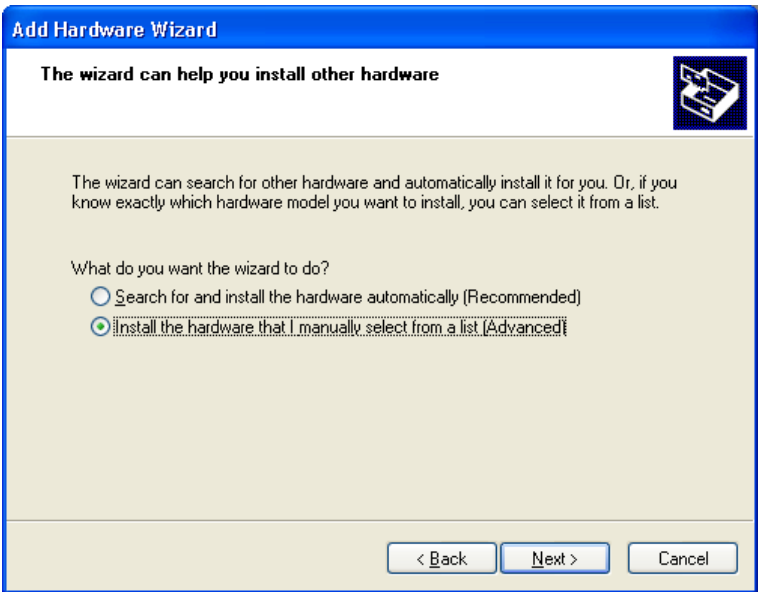 Add Hardware Wizard
The wizard can help you install other hardware
The wizard can search for other hardware and automatically install it for you. Or, if you
know exactly which hardware model you want to install, you can select it from a list.
What do you want the wizard to do?
Search for and install the hardware automatically (Recommended)
Install the hardware that I manually select from a list (Advanced)
< Back Next > Cancel